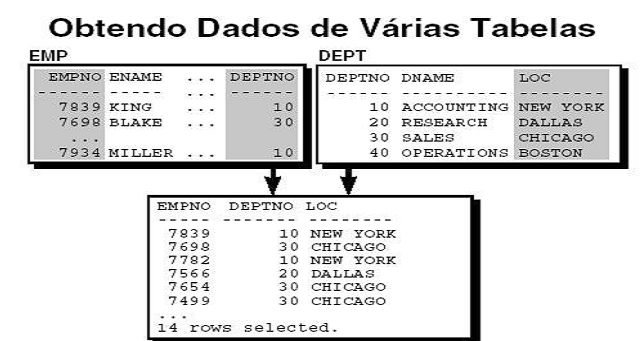 Obtendo Dados de Várias Tabelas
EMP
EMPNO ENAME ... DEPTNO
------ ----- ... ------
7839 KING ... 10
7698 BLAKE ... 30
...
7934 MILLER ... 10
DEPT
DEPTNO DNAME LOC
------ ---------- --------
10 ACCOUNTING NEW YORK
20 RESEARCH DALLAS
30 SALES CHICAGO
40 OPERATIONS BOSTON
EMPNO DEPTNO LOC
----- ------- --------
7839 10 NEW YORK
7698 30 CHICAGO
7782 10 NEW YORK
7566 20 DALLAS
7654 30 CHICAGO
7499 30 CHICAGO
...
14 rows selected.